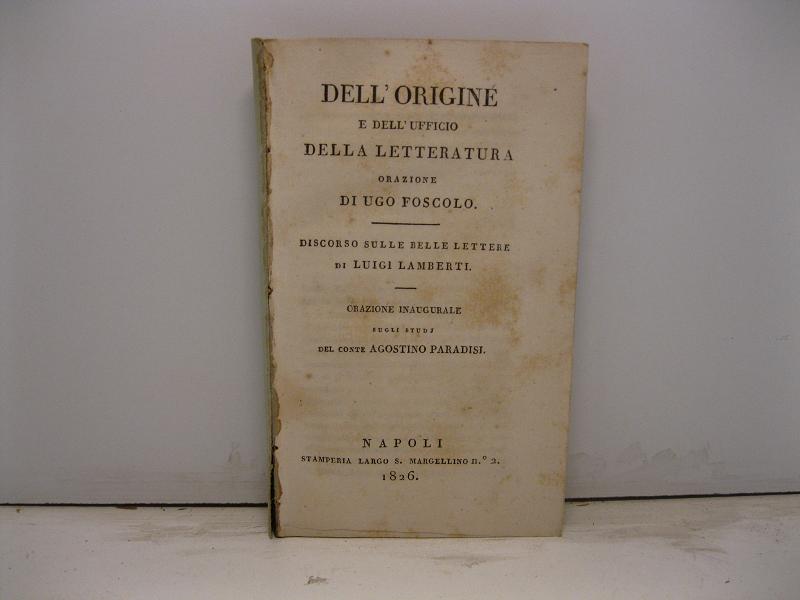 DELL' ORIGINE
E DELL' UFFICIO
DELLA LETTERATURA
ORAZIONE
DI UGO FOSCOLO.
DISCORSO SULLE BELLE LETTERE
DI LUIGI LAMBERTI.
ORAZIONE INAUGURALE
SUGLI STUDJ
DEL CONTE AGOSTINO PARADISI.
NAPOLI
STAMPERIA LARGO S. MARGELLINO n.º 2.
1826.